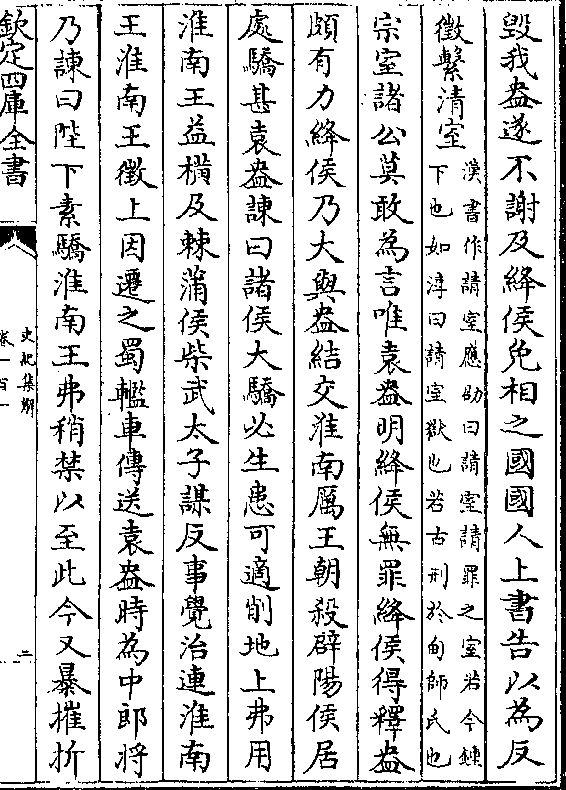 毀我盎遂不謝及絳侯免相之國國人上書告以為反
徵繫清室
漢書作請室應劭曰請室請罪之室若今鍾
下也如淳曰請室獄也若古刑於甸師氏也
宗室諸公莫敢為言唯袁盎明絳侯無罪絳侯得釋盎
頗有力絳侯乃大與盎結交淮南厲王朝殺辟陽侯居
處驕甚袁盎諫曰諸侯大驕必生患可適削地上弗用
淮南王益橫及棘蒲侯柴武太子謀反事覺治連淮南
王淮南王徵上因遷之蜀轞車傳送袁盎時為中郎將
乃諫曰陛下素驕淮南王弗稍禁以至此今又暴摧折
欽定四庫全書
史記集解
卷一百一
二